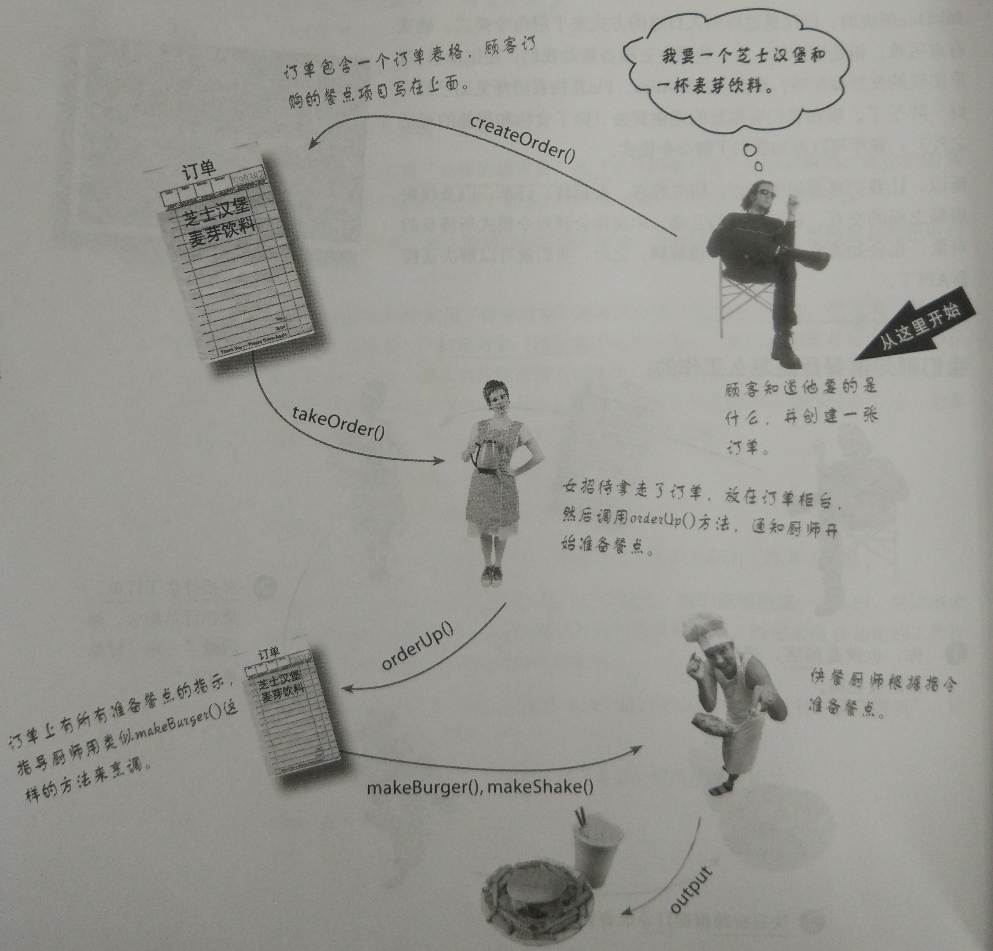 订单包含一个订单表格，顾客订
购的餐点项目写在上面。
我要一个芝士汉堡和
一杯麦芽饮料。
createOrder()
订单
芝士汉堡
麦芽饮料
从这里开始
顾客知道他要的是
什么，并创建一张
订单。
takeOrder()
女招待拿走了订单，放在订单柜台，
然后调用orderUp()方法，通知厨师开
始准备餐点。
orderUp()
订单
芝士汉堡
麦芽饮料
订单上有所有准备餐点的指示，
指导厨师用类似makeBurger()这
样的方法来烹调。
快餐厨师根据指令
准备餐点。
makeBurger(), makeShake()
output